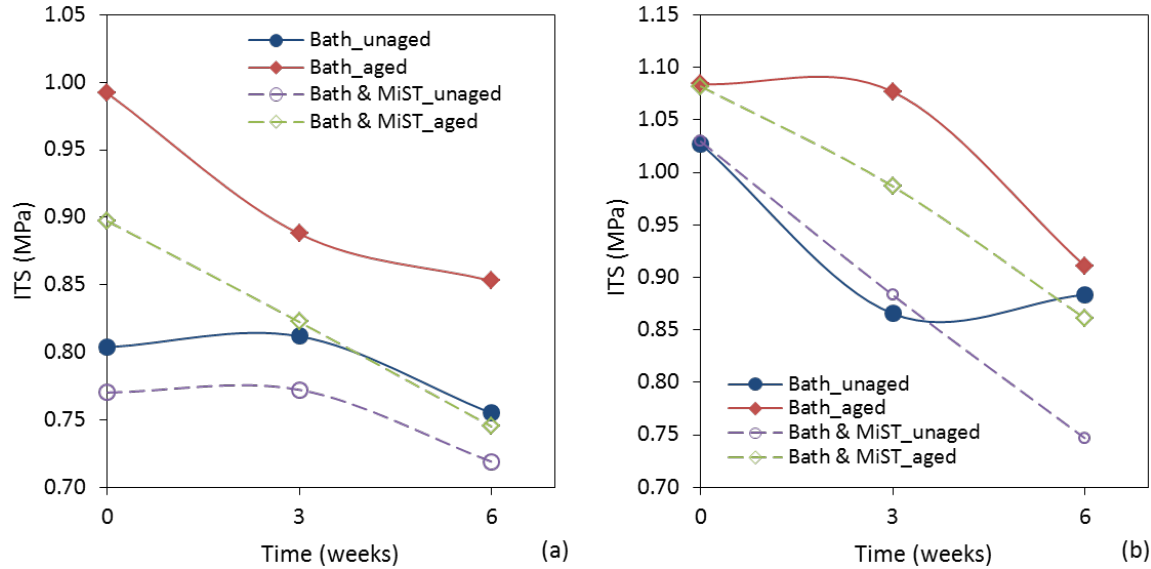 1.05
1.00
0.95
0.90
0.85
0.80
0.75
0.70
ITS (MPa)
Bath_unaged
Bath_aged
Bath & MiST_unaged
Bath & MiST_aged
0 3 6
Time (weeks)
(a)
1.15
1.10
1.05
1.00
0.95
0.90
0.85
0.80
0.75
0.70
ITS (MPa)
Bath_unaged
Bath_aged
Bath & MiST_unaged
Bath & MiST_aged
0 3 6
Time (weeks)
(b)